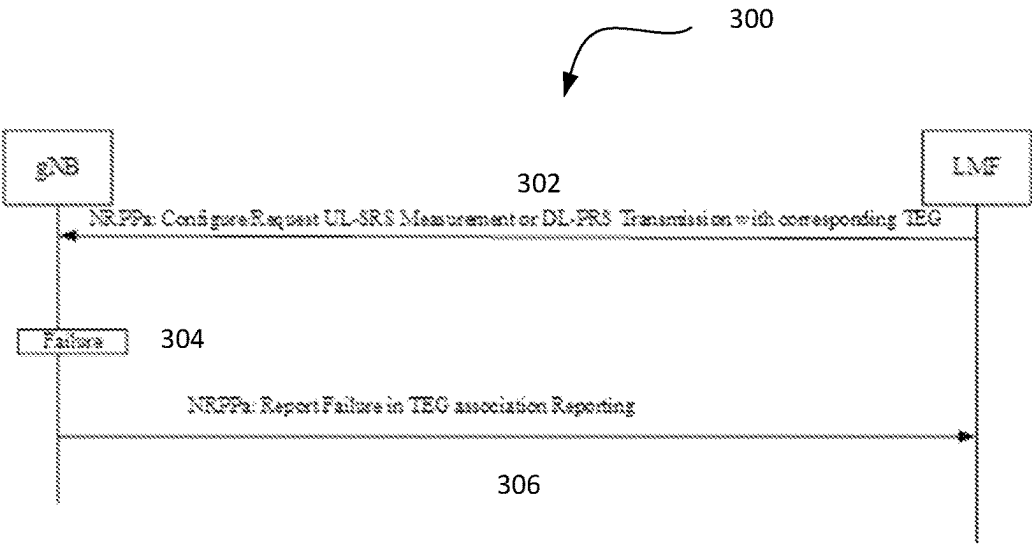 300
gNB
LMF
302
NRPPa: Configure/Request UL-SRS Measurement or DL-PRS Transmission with corresponding TEG
Failure
304
NRPPa: Report Failure in TEG association Reporting
306